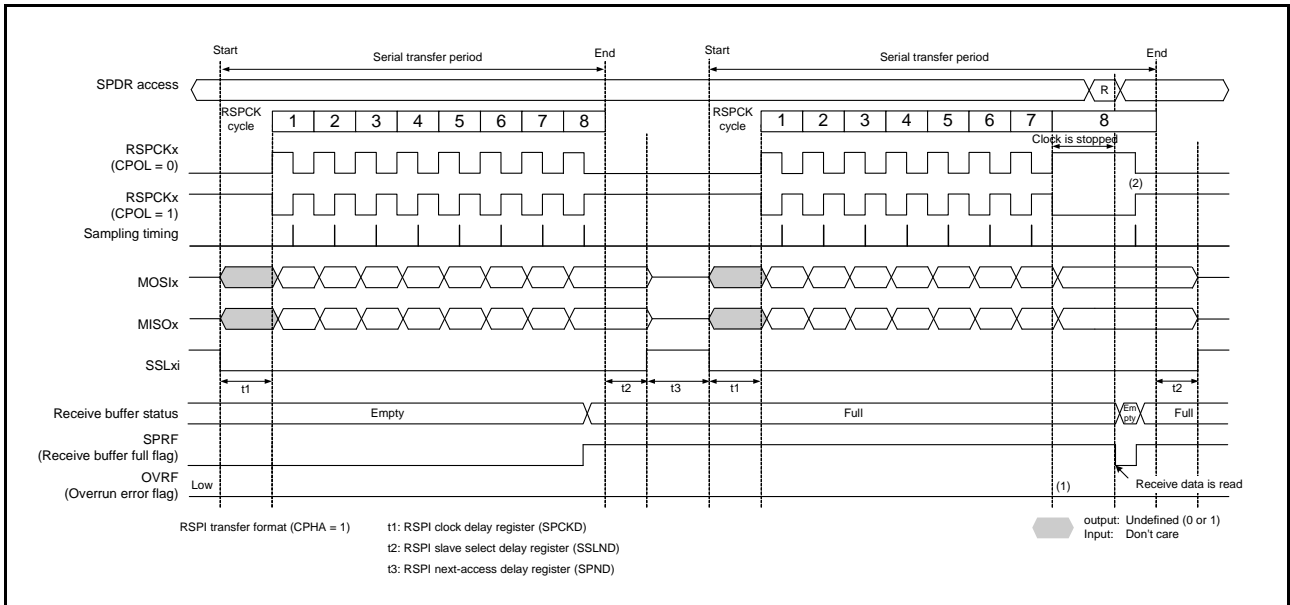 Start
Serial transfer period
End
Start
Serial transfer period
End
SPDR access
R
RSPCK
cycle
1 2 3 4 5 6 7 8
RSPCK
cycle
1 2 3 4 5 6 7 8
Clock is stopped
RSPCKx
(CPOL = 0)
(2)
RSPCKx
(CPOL = 1)
Sampling timing
MOSIx
MISOx
SSLxi
t1
t2
t3
t1
t2
Receive buffer status
Empty
Full
Em
pty
Full
SPRF
(Receive buffer full flag)
OVRF
(Overrun error flag)
Low
(1)
Receive data is read
RSPI transfer format (CPHA = 1)
t1: RSPI clock delay register (SPCKD)
t2: RSPI slave select delay register (SSLND)
t3: RSPI next-access delay register (SPND)
output: Undefined (0 or 1)
Input: Don't care